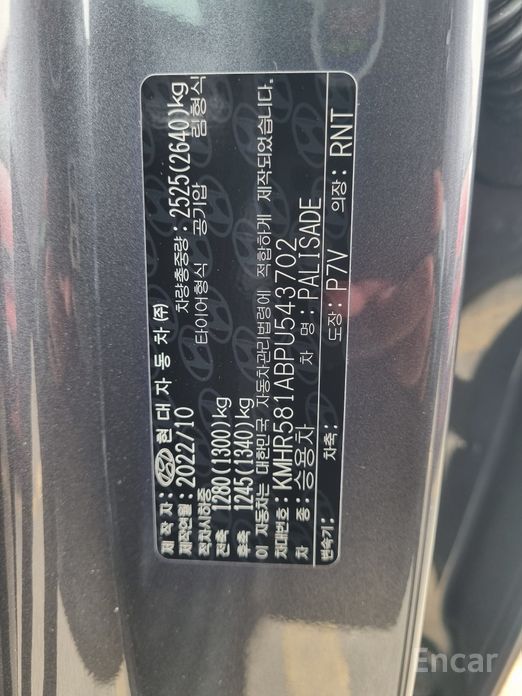 제 작 자: 현 대 자 동 차 ㈜
제작연월: 2022/10 차량총중량: 2525(2640)kg
적차시하중 타이어형식 공기압 림형식
전축 1280(1300)kg
후축 1245(1340)kg
이 자동차는 대한민국 자동차관리법령에 적합하게 제작되었습니다.
차대번호: KMHR581ABPU543702
차 종: 승용차 차 명: PALISADE
변속기: 차축: 도장: P7V 의장: RNT
Encar